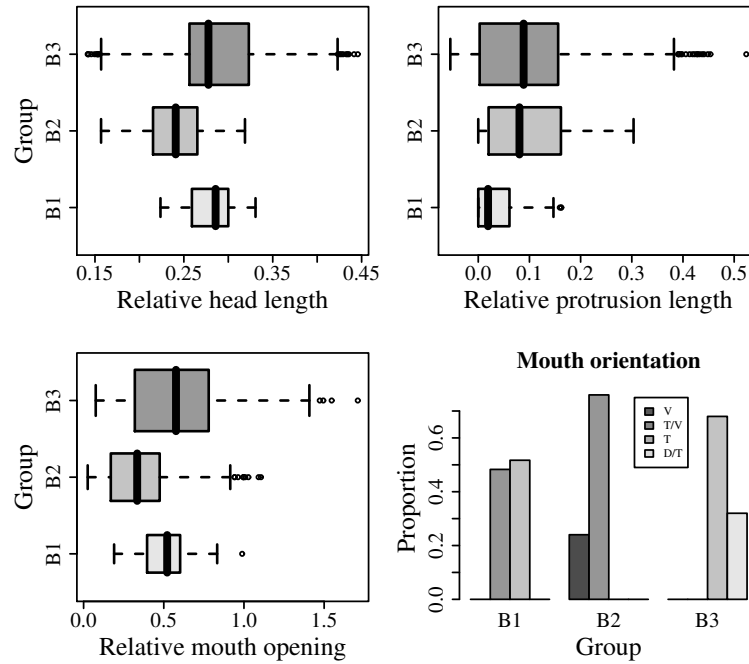 Group
B3
B2
B1
0.15 0.25 0.35 0.45
Relative head length
B3
B2
B1
0.0 0.1 0.2 0.3 0.4 0.5
Relative protrusion length
Group
B3
B2
B1
0.0 0.5 1.0 1.5
Relative mouth opening
Mouth orientation
Proportion
0.6
0.4
0.2
0.0
V
T/V
T
D/T
B1 B2 B3
Group